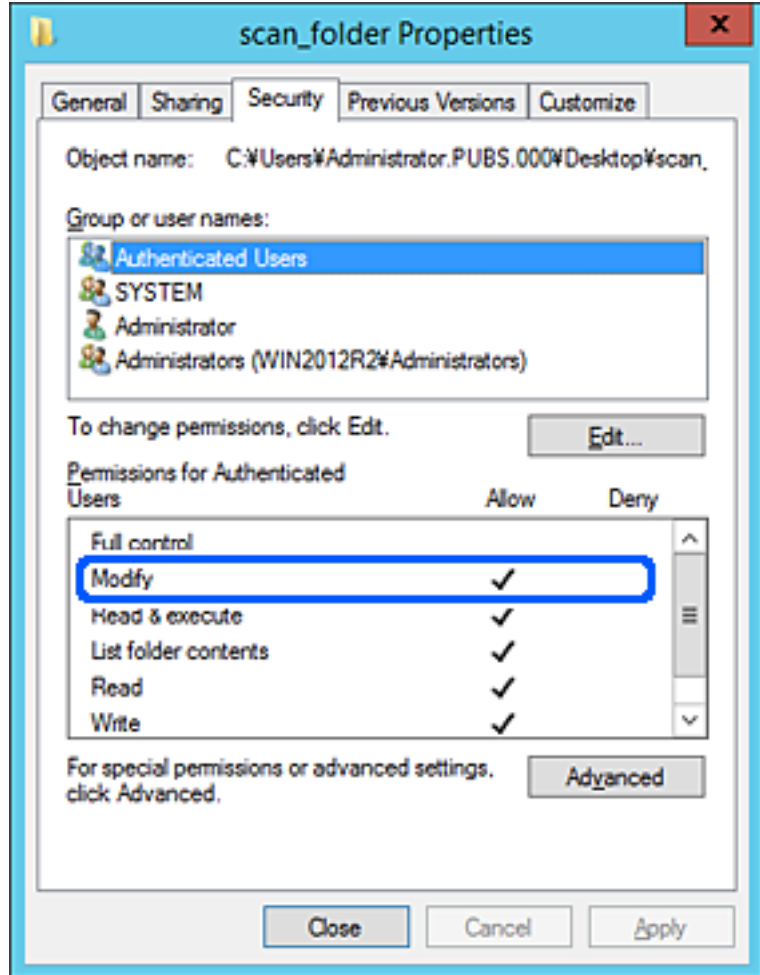 scan_folder Properties
x
General Sharing Security Previous Versions Customize
Object name: C:¥Users¥Administrator.PUBS.000¥Desktop¥scan_
Group or user names:
Authenticated Users
SYSTEM
Administrator
Administrators (WIN2012R2¥Administrators)
To change permissions, click Edit.
Edit...
Permissions for Authenticated
Users Allow Deny
Full control
Modify
Read & execute
List folder contents
Read
Write
For special permissions or advanced settings,
click Advanced.
Advanced
Close Cancel Apply